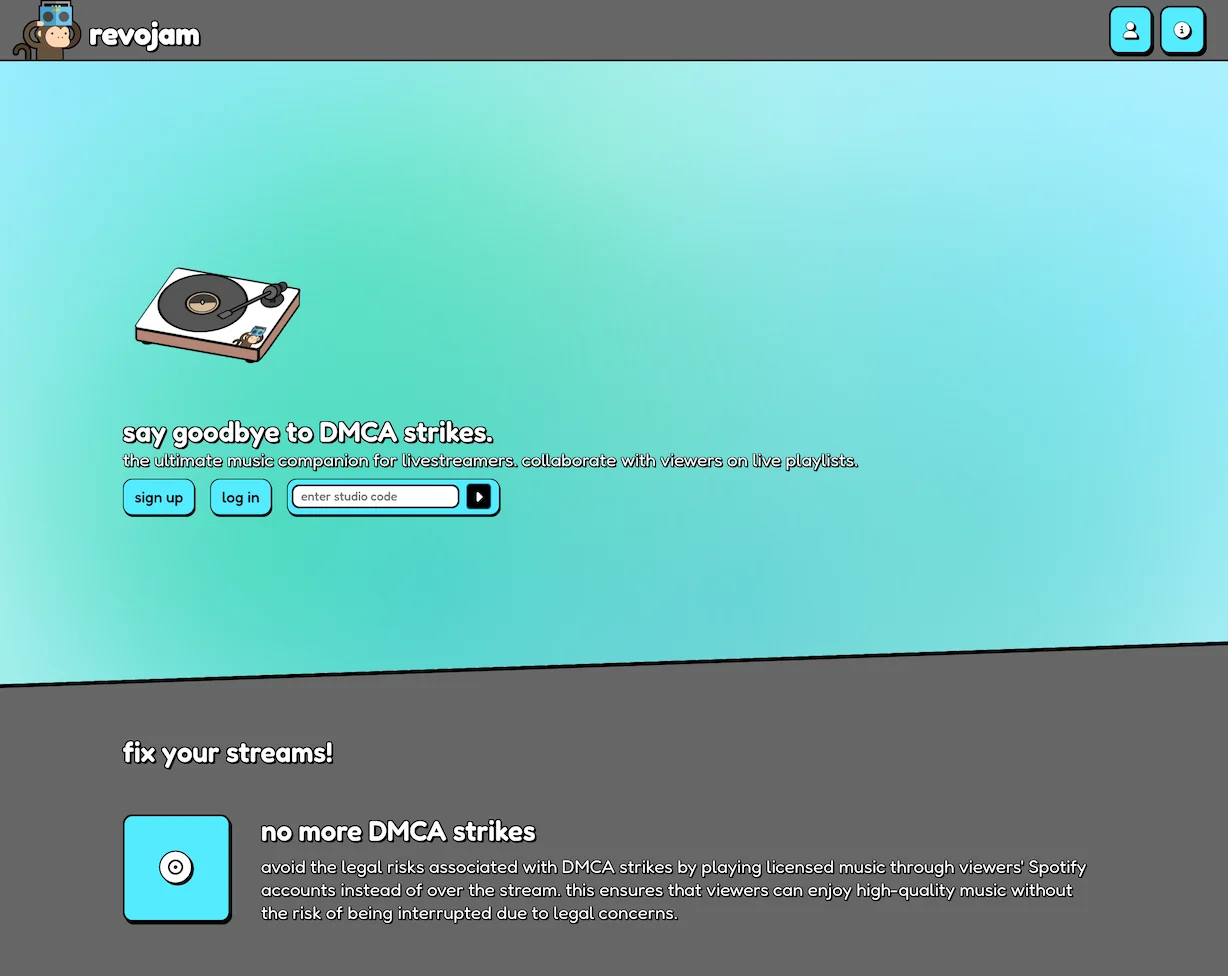 revojam
say goodbye to DMCA strikes.
the ultimate music companion for livestreamers. collaborate with viewers on live playlists.
sign up
log in
enter studio code
fix your streams!
no more DMCA strikes
avoid the legal risks associated with DMCA strikes by playing licensed music through viewers' Spotify
accounts instead of over the stream. this ensures that viewers can enjoy high-quality music without
the risk of being interrupted due to legal concerns.